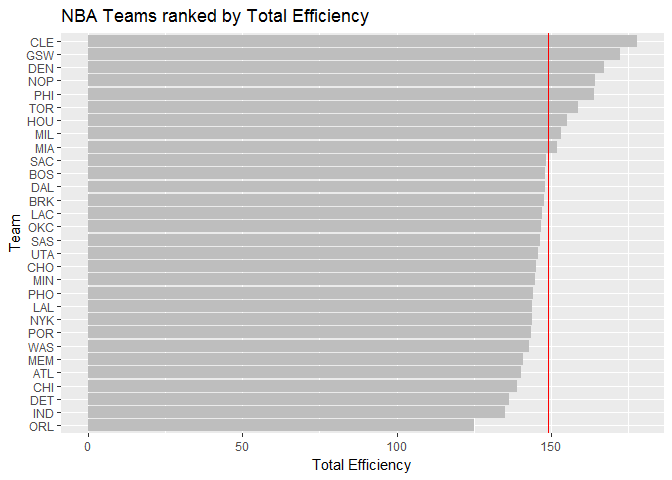 NBA Teams ranked by Total Efficiency
CLE
GSW
DEN
NOP
PHI
TOR
HOU
MIL
MIA
SAC
BOS
DAL
BRK
LAC
OKC
SAS
UTA
CHO
MIN
PHO
LAL
NYK
POR
WAS
MEM
ATL
CHI
DET
IND
ORL
Team
0 50 100 150
Total Efficiency